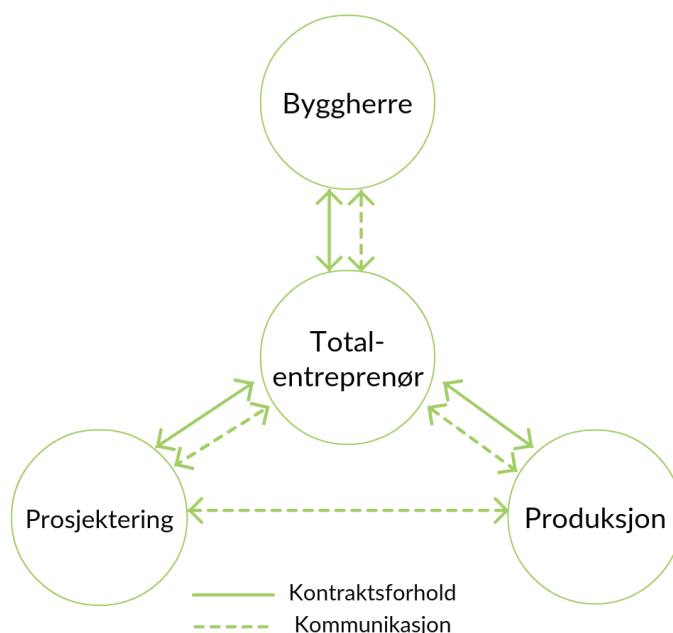 Byggherre
Total-
entreprenør
Prosjektering
Produksjon
Kontraktsforhold
Kommunikasjon